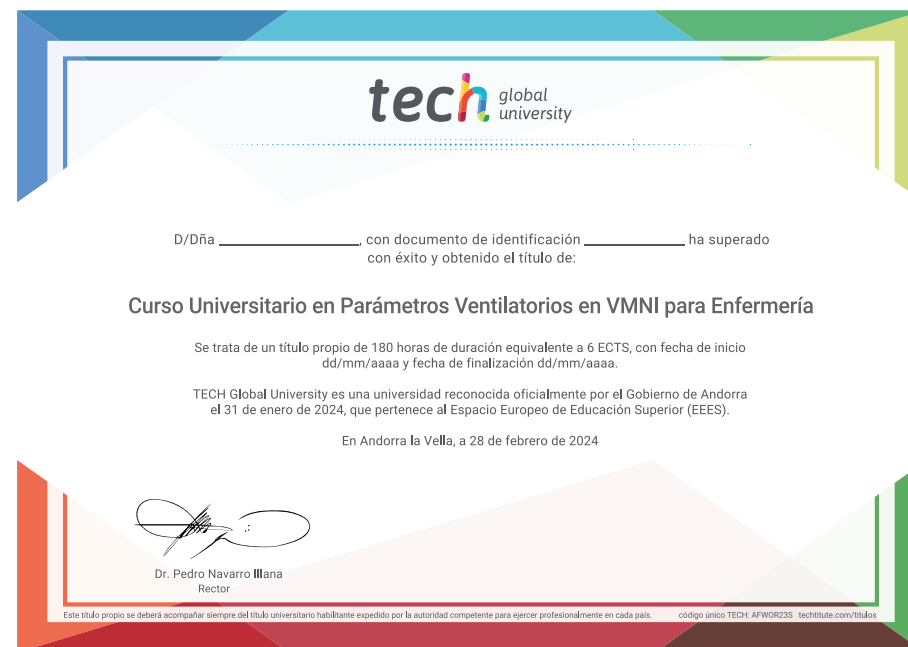 tech global university
D/Dña ____________________, con documento de identificación ______________ ha superado
con éxito y obtenido el título de:
Curso Universitario en Parámetros Ventilatorios en VMNI para Enfermería
Se trata de un título propio de 180 horas de duración equivalente a 6 ECTS, con fecha de inicio
dd/mm/aaaa y fecha de finalización dd/mm/aaaa.
TECH Global University es una universidad reconocida oficialmente por el Gobierno de Andorra
el 31 de enero de 2024, que pertenece al Espacio Europeo de Educación Superior (EEES).
En Andorra la Vella, a 28 de febrero de 2024
Dr. Pedro Navarro Illana
Rector
Este título propio se deberá acompañar siempre del título universitario habilitante expedido por la autoridad competente para ejercer profesionalmente en cada país. código único TECH: AFWOR23S techtitute.com/titulos